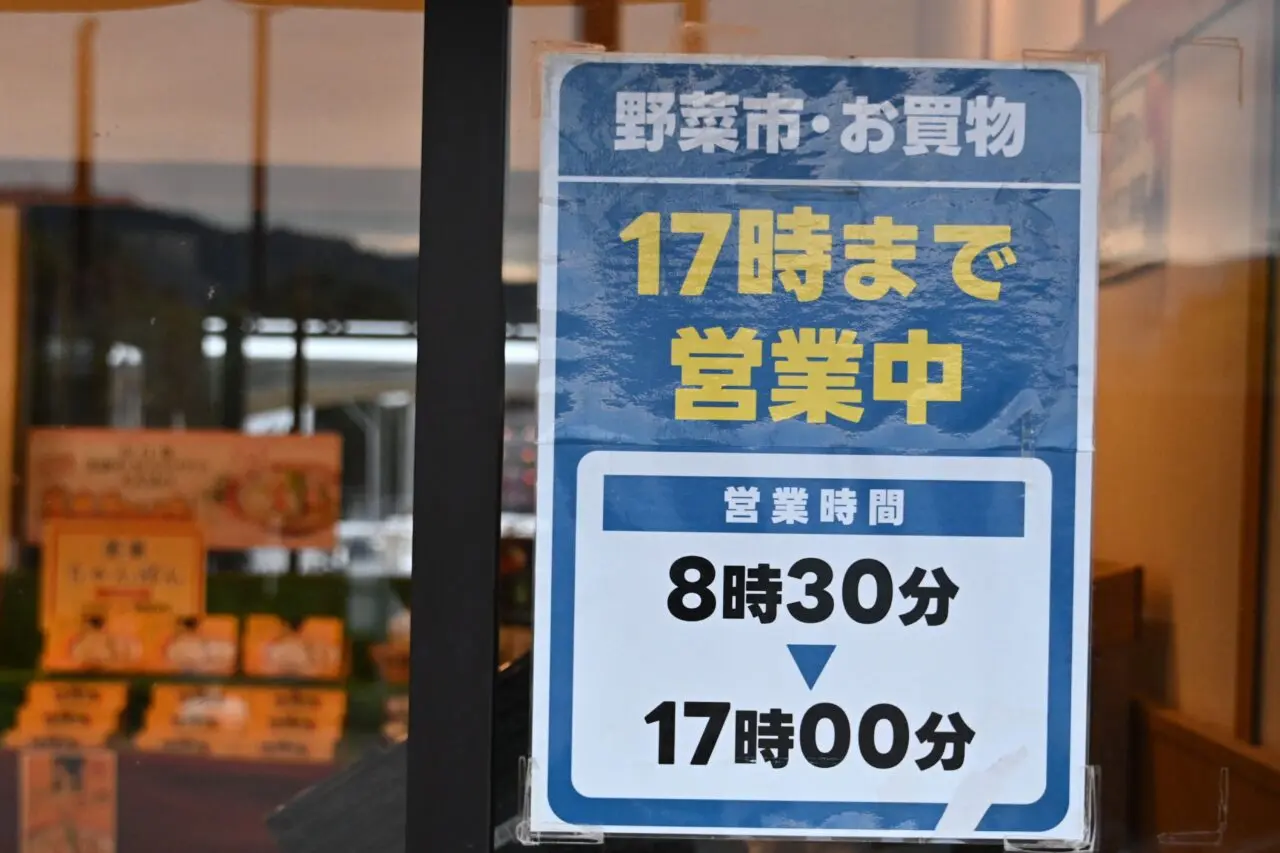 野菜市・お買物
17時まで
営業中
営業時間
8時30分
17時00分